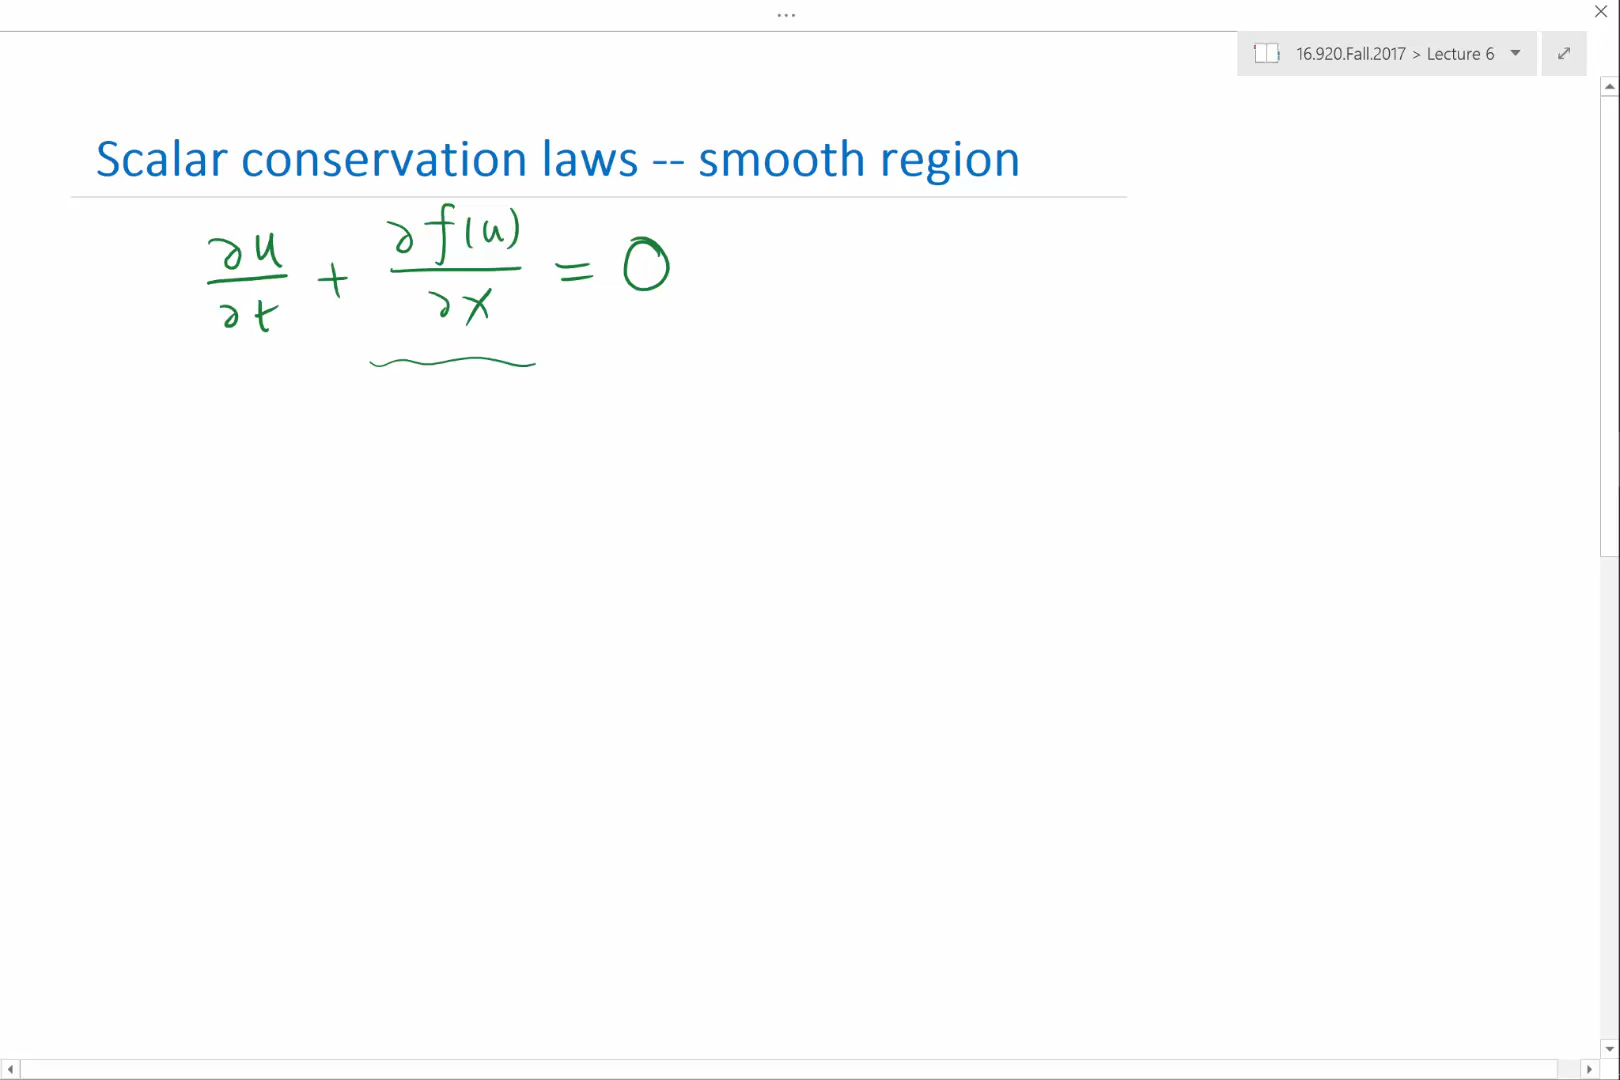 ...
16.920.Fall.2017 > Lecture 6
Scalar conservation laws -- smooth region
∂u/∂t + ∂f(u)/∂x = 0